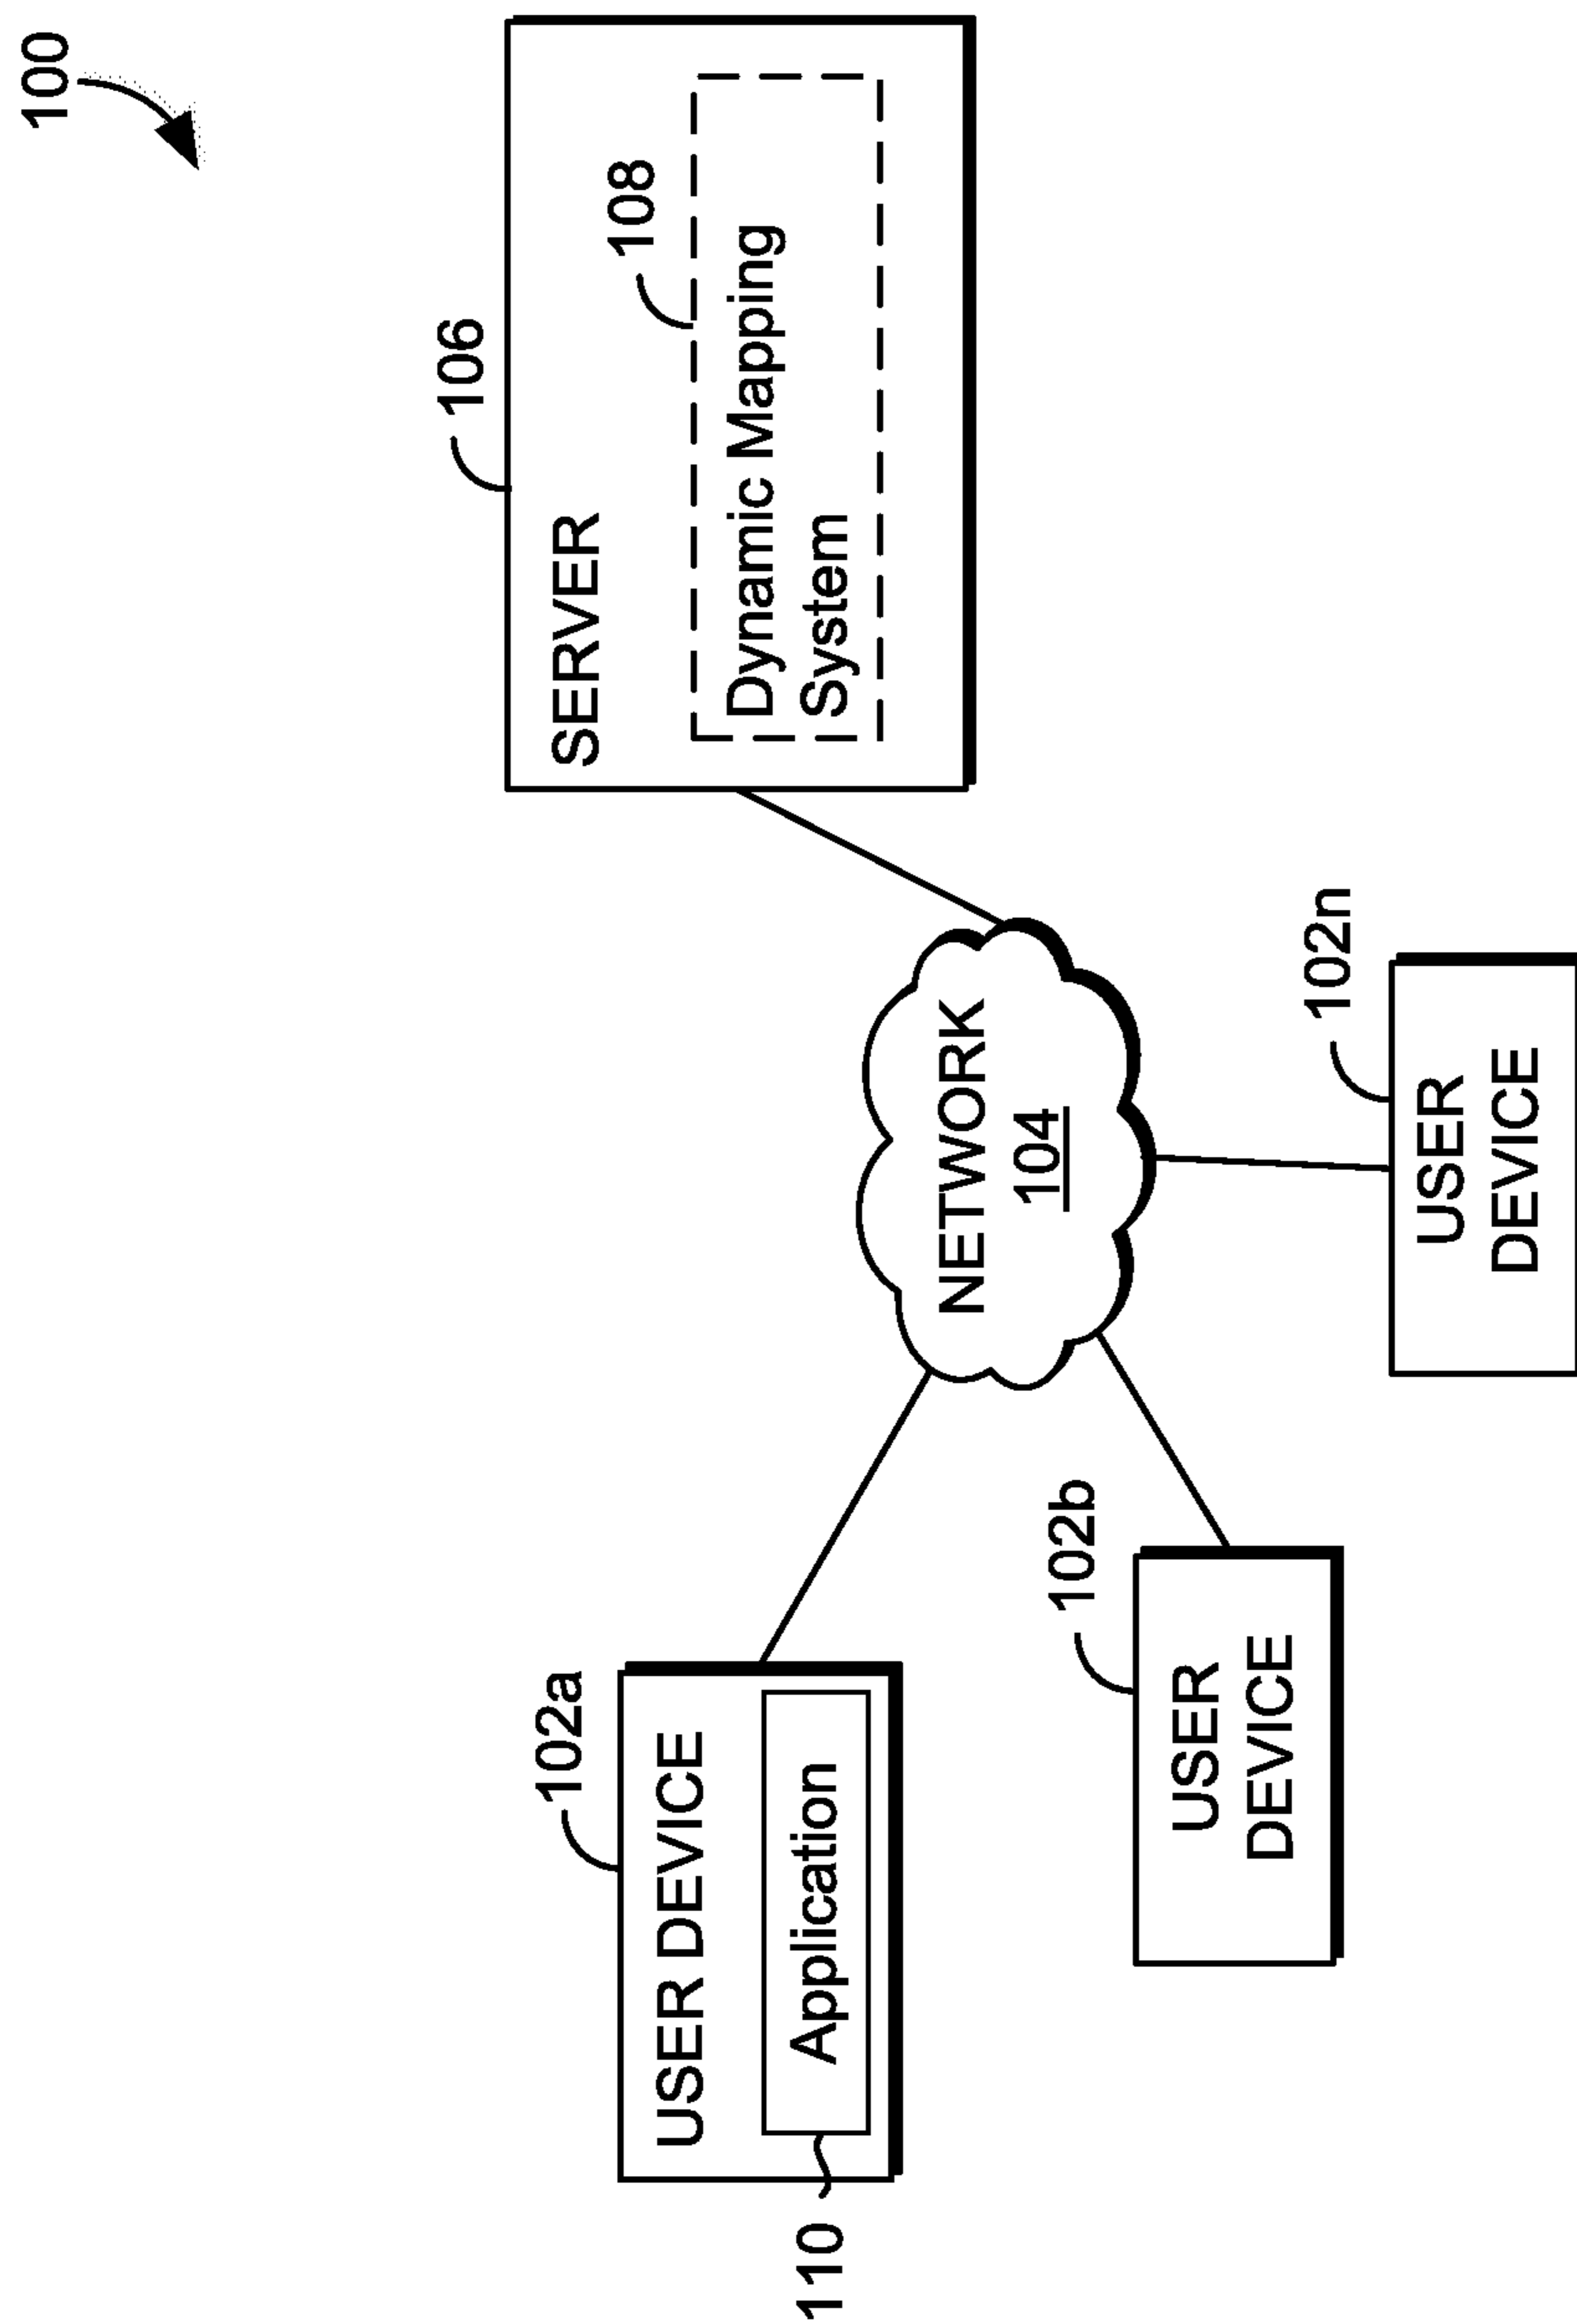 100
106
SERVER
108
Dynamic Mapping
System
102a
USER DEVICE
Application
110
NETWORK
104
102b
USER
DEVICE
102n
USER
DEVICE